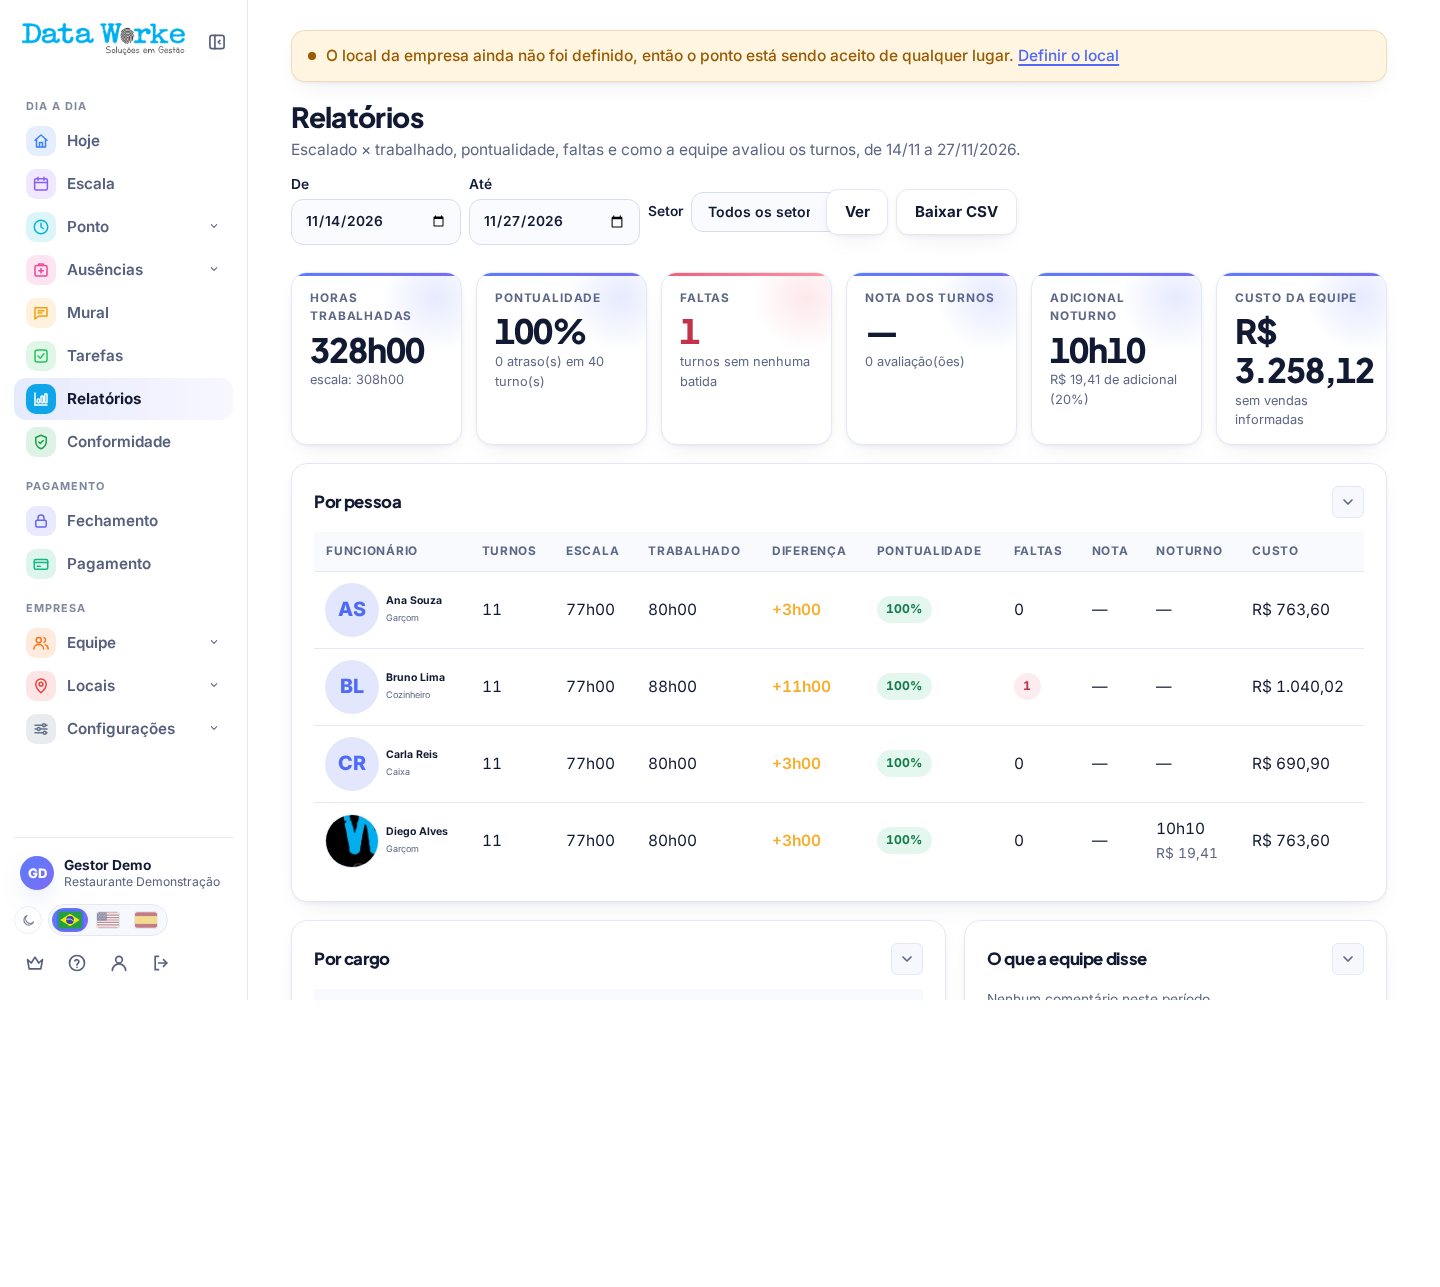 Data Worke
Soluções em Gestão
DIA A DIA
Hoje
Escala
Ponto
Ausências
Mural
Tarefas
Relatórios
Conformidade
PAGAMENTO
Fechamento
Pagamento
EMPRESA
Equipe
Locais
Configurações
GD
Gestor Demo
Restaurante Demonstração
O local da empresa ainda não foi definido, então o ponto está sendo aceito de qualquer lugar. Definir o local
Relatórios
Escalado × trabalhado, pontualidade, faltas e como a equipe avaliou os turnos, de 14/11 a 27/11/2026.
De
11/14/2026
Até
11/27/2026
Setor
Todos os setor
Ver
Baixar CSV
HORAS
TRABALHADAS
328h00
escala: 308h00
PONTUALIDADE
100%
0 atraso(s) em 40
turno(s)
FALTAS
1
turnos sem nenhuma
batida
NOTA DOS TURNOS
—
0 avaliação(ões)
ADICIONAL
NOTURNO
10h10
R$ 19,41 de adicional
(20%)
CUSTO DA EQUIPE
R$
3.258,12
sem vendas
informadas
Por pessoa
FUNCIONÁRIO TURNOS ESCALA TRABALHADO DIFERENÇA PONTUALIDADE FALTAS NOTA NOTURNO CUSTO
AS Ana Souza Garçom 11 77h00 80h00 +3h00 100% 0 — — R$ 763,60
BL Bruno Lima Cozinheiro 11 77h00 88h00 +11h00 100% 1 — — R$ 1.040,02
CR Carla Reis Caixa 11 77h00 80h00 +3h00 100% 0 — — R$ 690,90
Diego Alves Garçom 11 77h00 80h00 +3h00 100% 0 — 10h10 R$ 19,41 R$ 763,60
Por cargo
O que a equipe disse
Nenhum comentário neste período